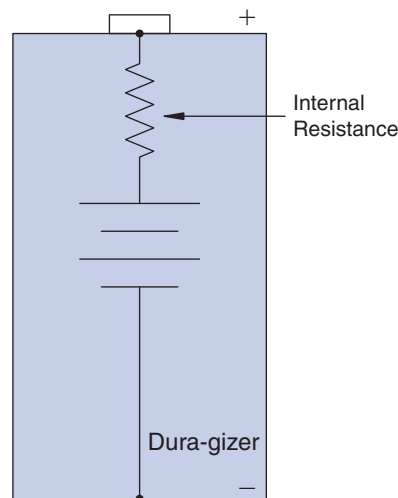 +
Internal
Resistance
Dura-gizer
−